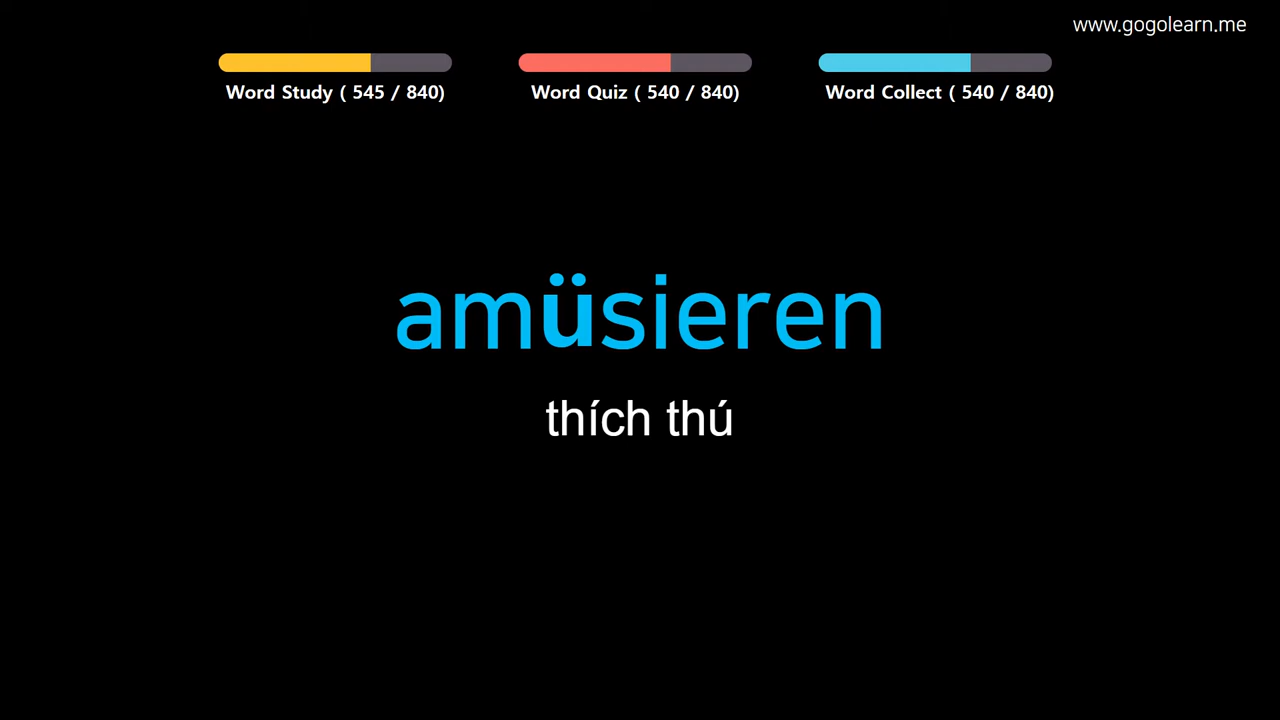 www.gogolearn.me
Word Study ( 545 / 840)
Word Quiz ( 540 / 840)
Word Collect ( 540 / 840)
amüsieren
thích thú